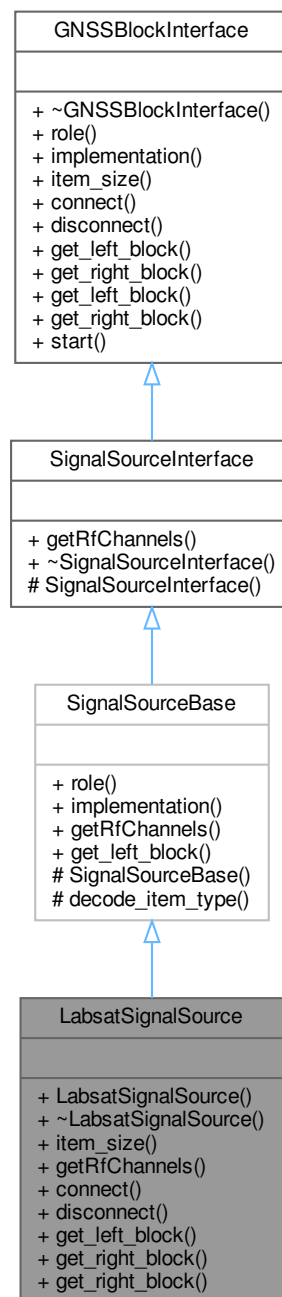 GNSSBlockInterface
+ ~GNSSBlockInterface()
+ role()
+ implementation()
+ item_size()
+ connect()
+ disconnect()
+ get_left_block()
+ get_right_block()
+ get_left_block()
+ get_right_block()
+ start()
SignalSourceInterface
+ getRfChannels()
+ ~SignalSourceInterface()
# SignalSourceInterface()
SignalSourceBase
+ role()
+ implementation()
+ getRfChannels()
+ get_left_block()
# SignalSourceBase()
# decode_item_type()
LabsatSignalSource
+ LabsatSignalSource()
+ ~LabsatSignalSource()
+ item_size()
+ getRfChannels()
+ connect()
+ disconnect()
+ get_left_block()
+ get_right_block()
+ get_right_block()